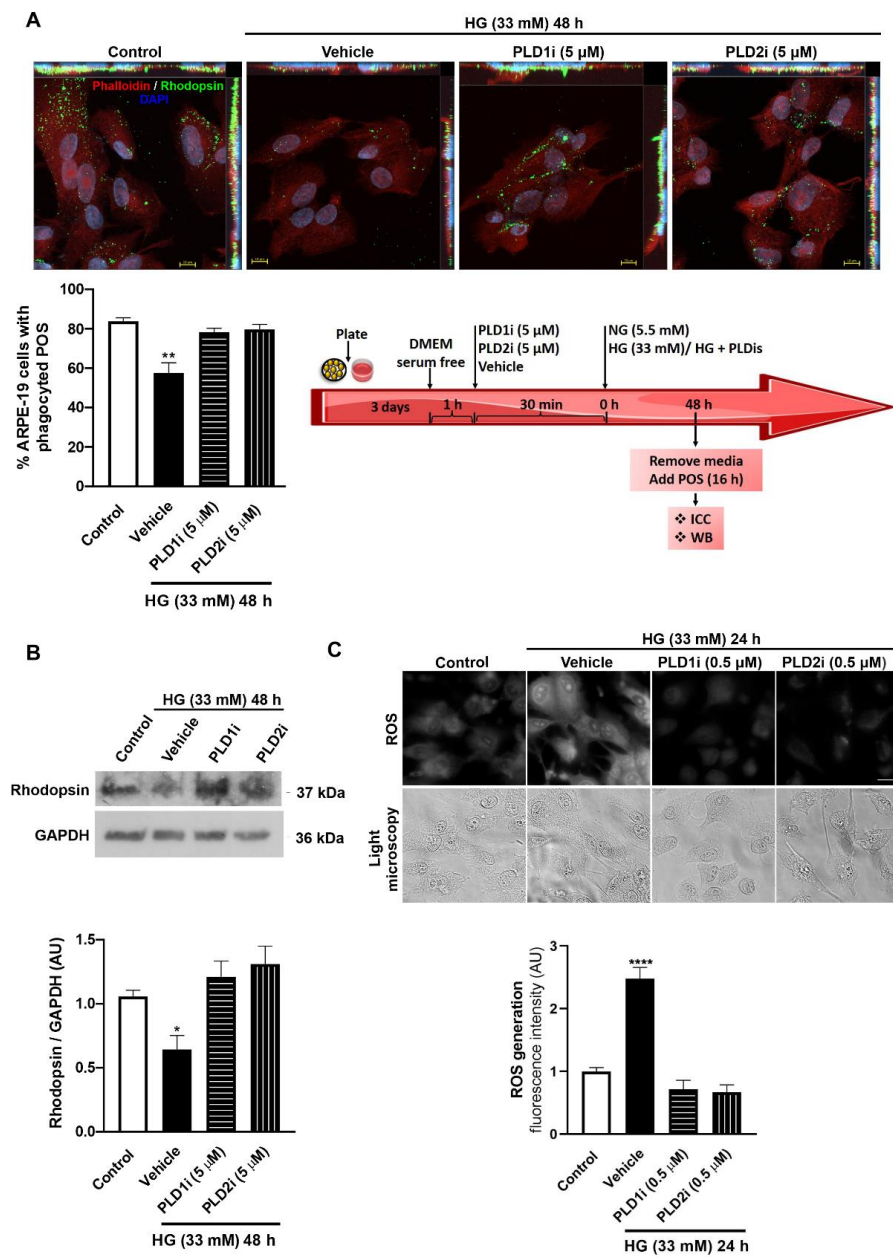 A
HG (33 mM) 48 h
Control
Vehicle
PLD1i (5 µM)
PLD2i (5 µM)
Phalloidin / Rhodopsin
DAPI
% ARPE-19 cells with
phagocyted POS
100
80
60
40
20
0
**
Control
Vehicle
PLD1i (5 µM)
PLD2i (5 µM)
HG (33 mM) 48 h
Plate
DMEM
serum free
PLD1i (5 µM)
PLD2i (5 µM)
Vehicle
NG (5.5 mM)
HG (33 mM)/ HG + PLDis
3 days
1 h
30 min
0 h
48 h
Remove media
Add POS (16 h)
❖ ICC
❖ WB
B
HG (33 mM) 48 h
Control
Vehicle
PLD1i
PLD2i
Rhodopsin
- 37 kDa
GAPDH
- 36 kDa
Rhodopsin / GAPDH (AU)
1.5
1.0
0.5
0.0
*
Control
Vehicle
PLD1i (5 µM)
PLD2i (5 µM)
HG (33 mM) 48 h
C
HG (33 mM) 24 h
Control
Vehicle
PLD1i (0.5 µM)
PLD2i (0.5 µM)
ROS
Light
microscopy
ROS generation
fluorescence intensity (AU)
3
2
1
0
****
Control
Vehicle
PLD1i (0.5 µM)
PLD2i (0.5 µM)
HG (33 mM) 24 h